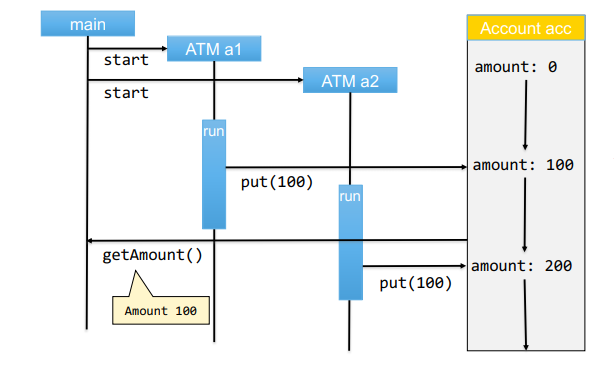 main
Account acc
ATM a1
start
amount: 0
ATM a2
start
run
amount: 100
put(100)
run
getAmount()
amount: 200
put(100)
Amount 100